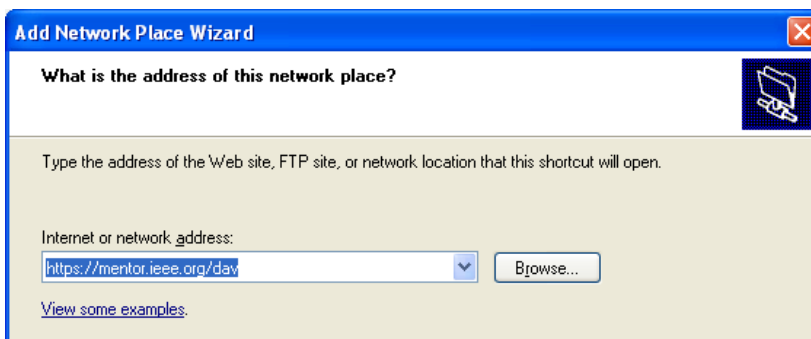 Add Network Place Wizard
What is the address of this network place?
Type the address of the Web site, FTP site, or network location that this shortcut will open.
Internet or network address:
https://mentor.ieee.org/dav
Browse...
View some examples.